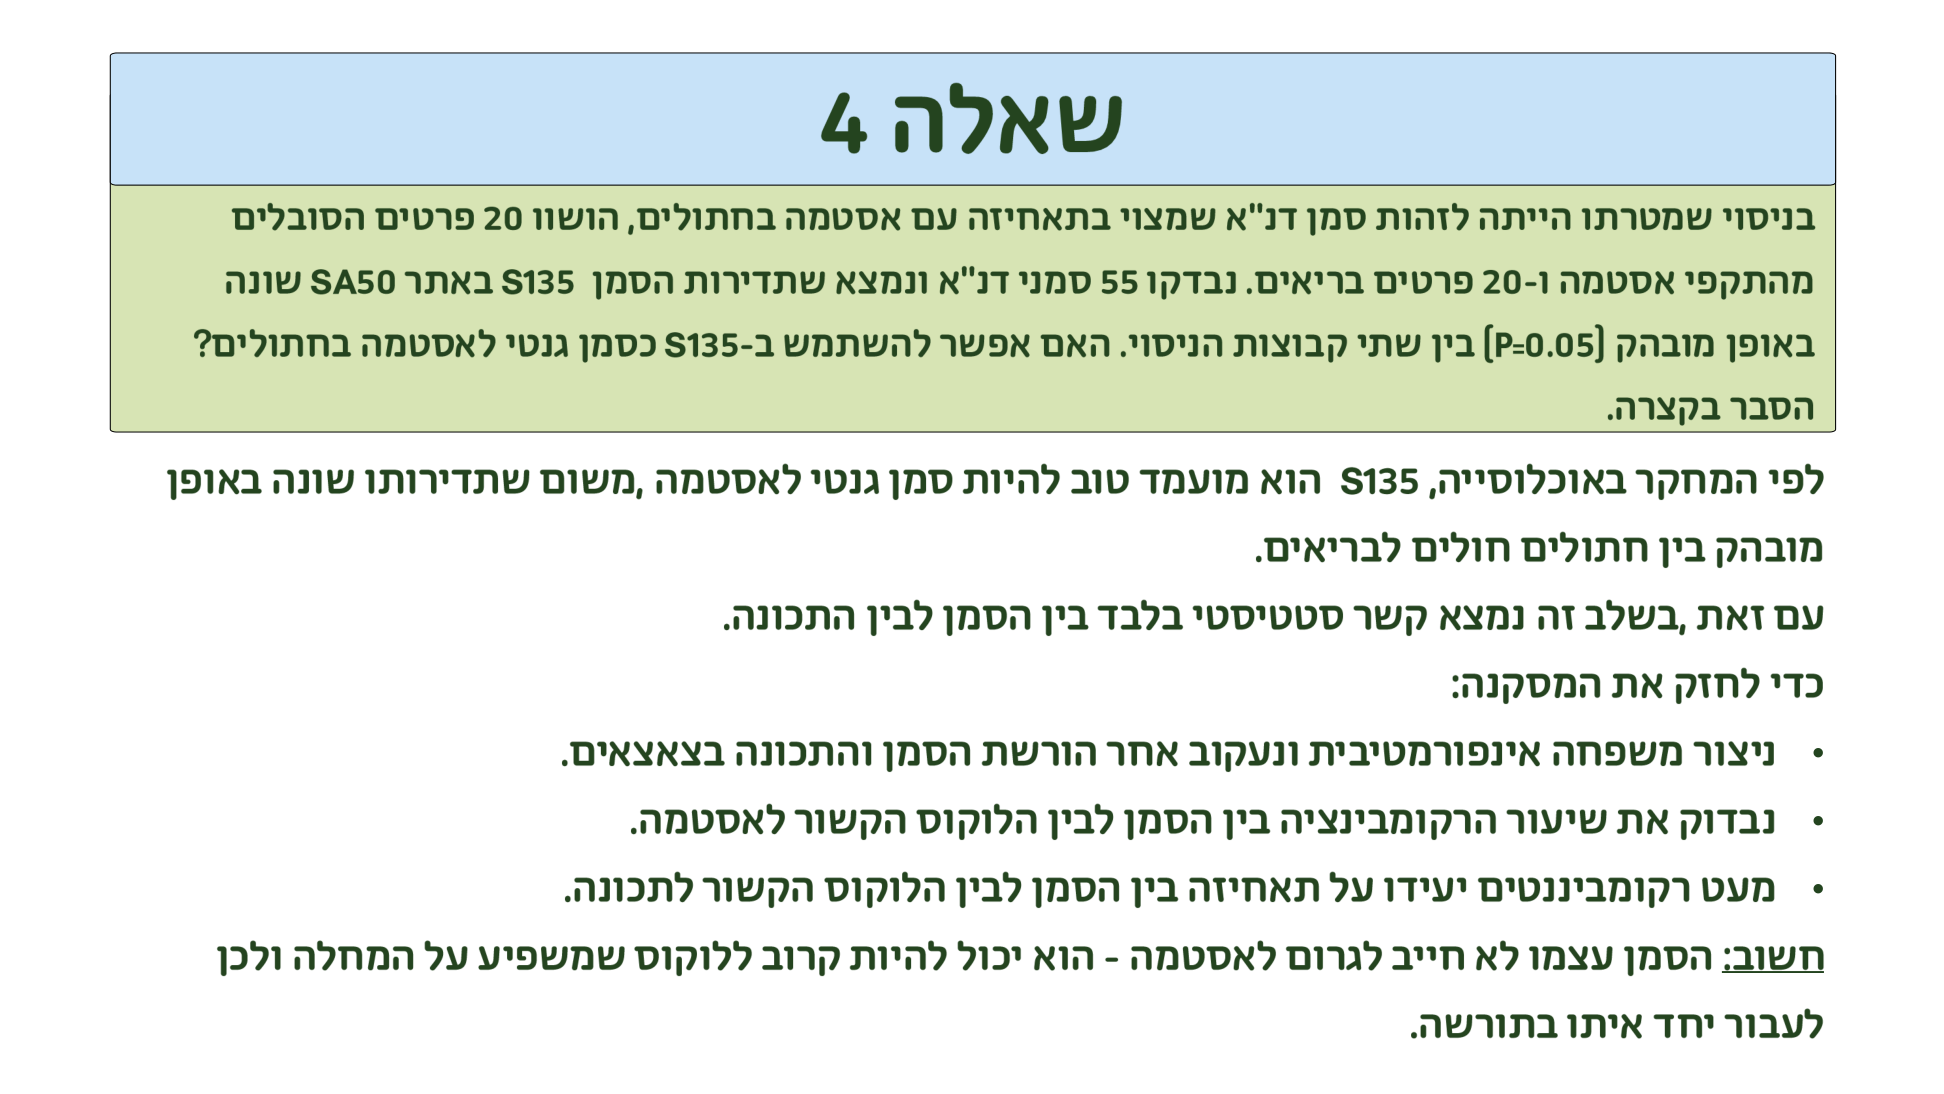 שאלה 4
בניסוי שמטרתו הייתה לזהות סמן דנ"א שמצוי בתאחיזה עם אסטמה בחתולים, הושוו 20 פרטים הסובלים
מהתקפי אסטמה ו-20 פרטים בריאים. נבדקו 55 סמני דנ"א ונמצא שתדירות הסמן S135 באתר SA50 שונה
באופן מובהק (P=0.05) בין שתי קבוצות הניסוי. האם אפשר להשתמש ב-S135 כסמן גנטי לאסטמה בחתולים?
הסבר בקצרה.
לפי המחקר באוכלוסייה, S135 הוא מועמד טוב להיות סמן גנטי לאסטמה ,משום שתדירותו שונה באופן
מובהק בין חתולים חולים לבריאים.
עם זאת ,בשלב זה נמצא קשר סטטיסטי בלבד בין הסמן לבין התכונה.
כדי לחזק את המסקנה:
• ניצור משפחה אינפורמטיבית ונעקוב אחר הורשת הסמן והתכונה בצאצאים.
• נבדוק את שיעור הרקומבינציה בין הסמן לבין הלוקוס הקשור לאסטמה.
• מעט רקומביננטים יעידו על תאחיזה בין הסמן לבין הלוקוס הקשור לתכונה.
חשוב: הסמן עצמו לא חייב לגרום לאסטמה - הוא יכול להיות קרוב ללוקוס שמשפיע על המחלה ולכן
לעבור יחד איתו בתורשה.